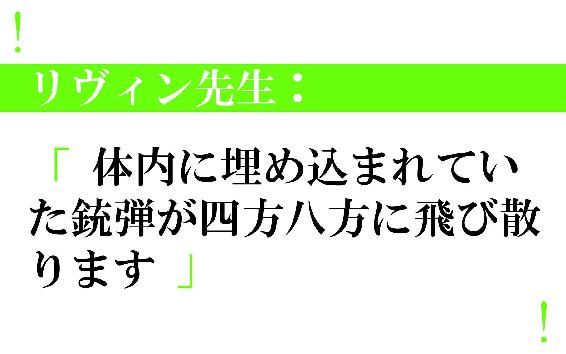 !
リヴィン先生：
「 体内に埋め込まれてい
た銃弾が四方八方に飛び散
ります 」
!